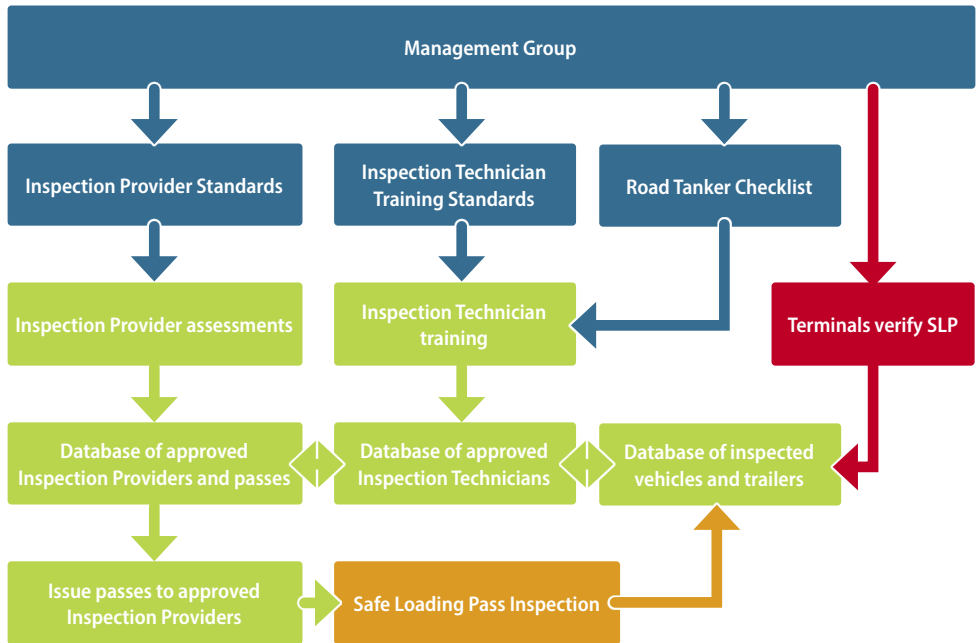 Management Group
Inspection Provider Standards
Inspection Technician
Training Standards
Road Tanker Checklist
Inspection Provider assessments
Inspection Technician
training
Terminals verify SLP
Database of approved
Inspection Providers and passes
Database of approved
Inspection Technicians
Database of inspected
vehicles and trailers
Issue passes to approved
Inspection Providers
Safe Loading Pass Inspection